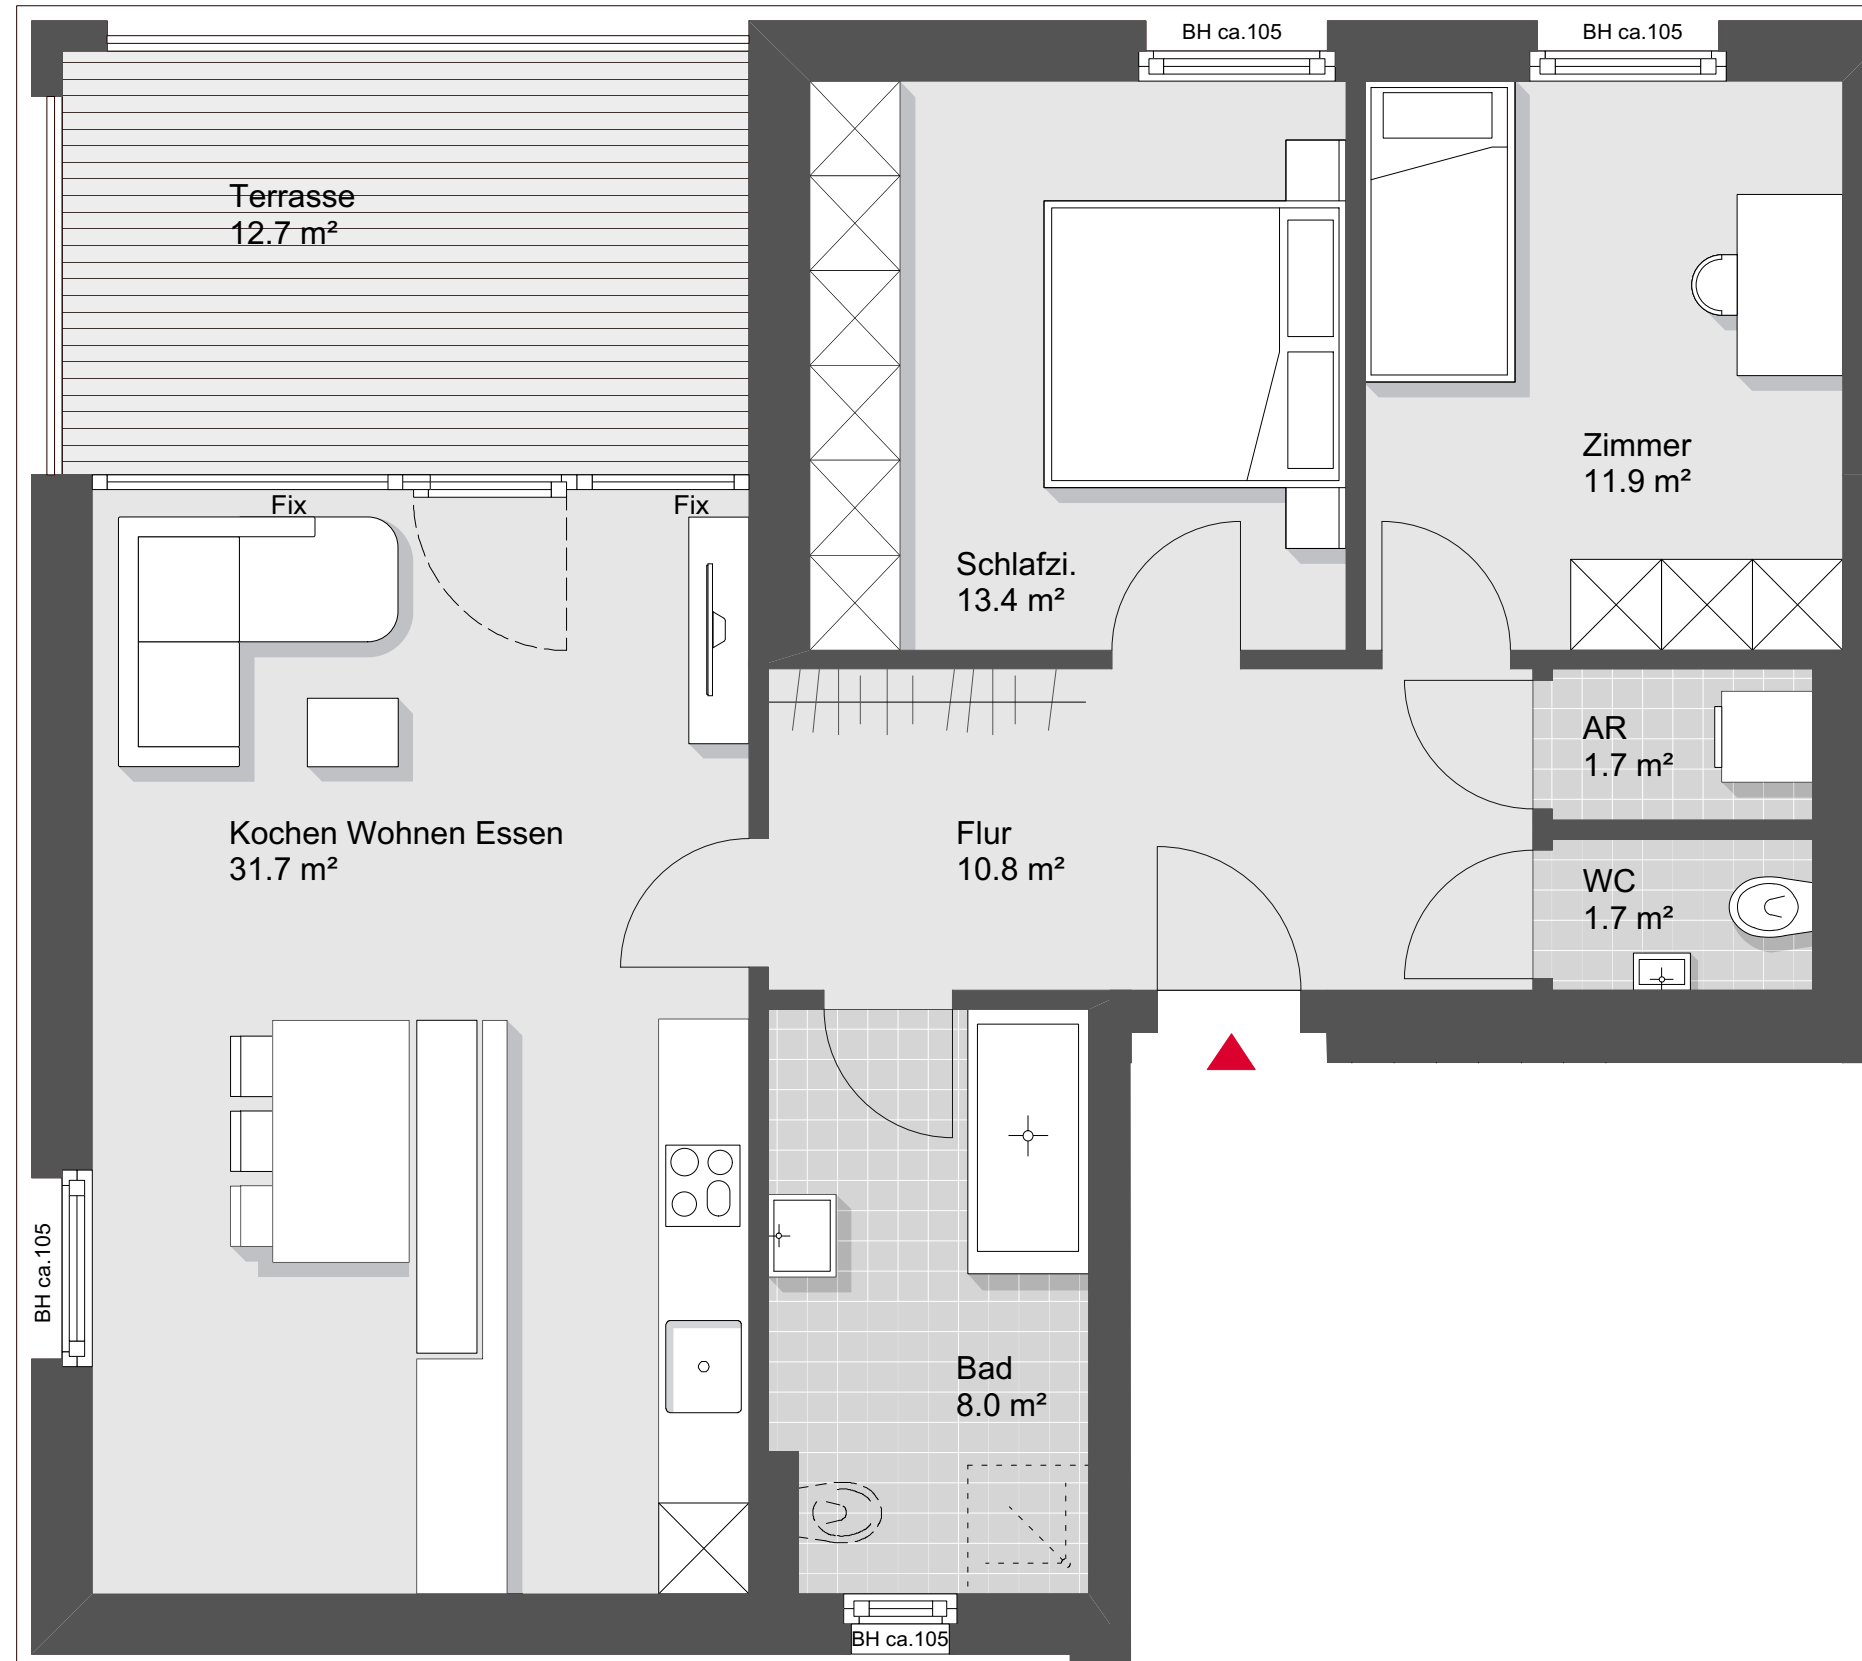 BH ca.105
BH ca.105
Terrasse
12.7 m²
Zimmer
11.9 m²
Fix
Fix
Schlafzi.
13.4 m²
AR
1.7 m²
Kochen Wohnen Essen
31.7 m²
Flur
10.8 m²
WC
1.7 m²
BH ca.105
Bad
8.0 m²
BH ca.105